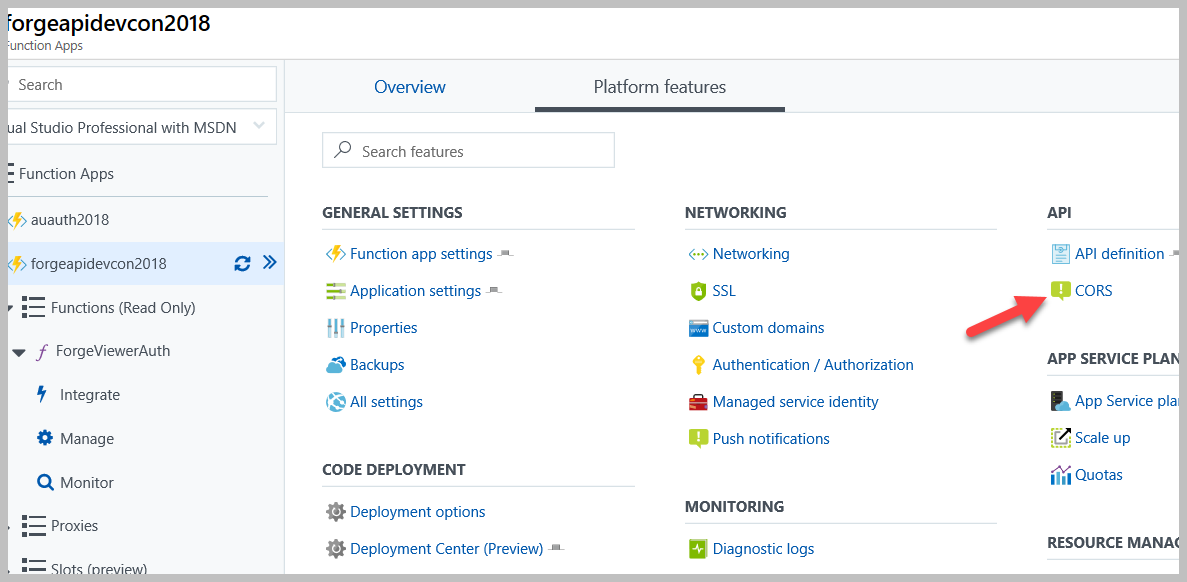 forgeapidevcon2018
Function Apps
Search
ual Studio Professional with MSDN
Function Apps
auauth2018
forgeapidevcon2018
Functions (Read Only)
ForgeViewerAuth
Integrate
Manage
Monitor
Proxies
Slots (preview)
Overview
Platform features
Search features
GENERAL SETTINGS
Function app settings
Application settings
Properties
Backups
All settings
CODE DEPLOYMENT
Deployment options
Deployment Center (Preview)
NETWORKING
Networking
SSL
Custom domains
Authentication / Authorization
Managed service identity
Push notifications
MONITORING
Diagnostic logs
API
API definition
CORS
APP SERVICE PLAN
App Service plan
Scale up
Quotas
RESOURCE MANAG